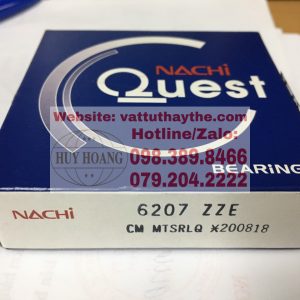 NACHi
Quest
Website: vattuthaythe.com
Hotline/Zalo:
HUY HOANG
098.389.8466
079.204.2222
BEARING
NACHi 6207 ZZE
CM MTSRLQ ⚹200818